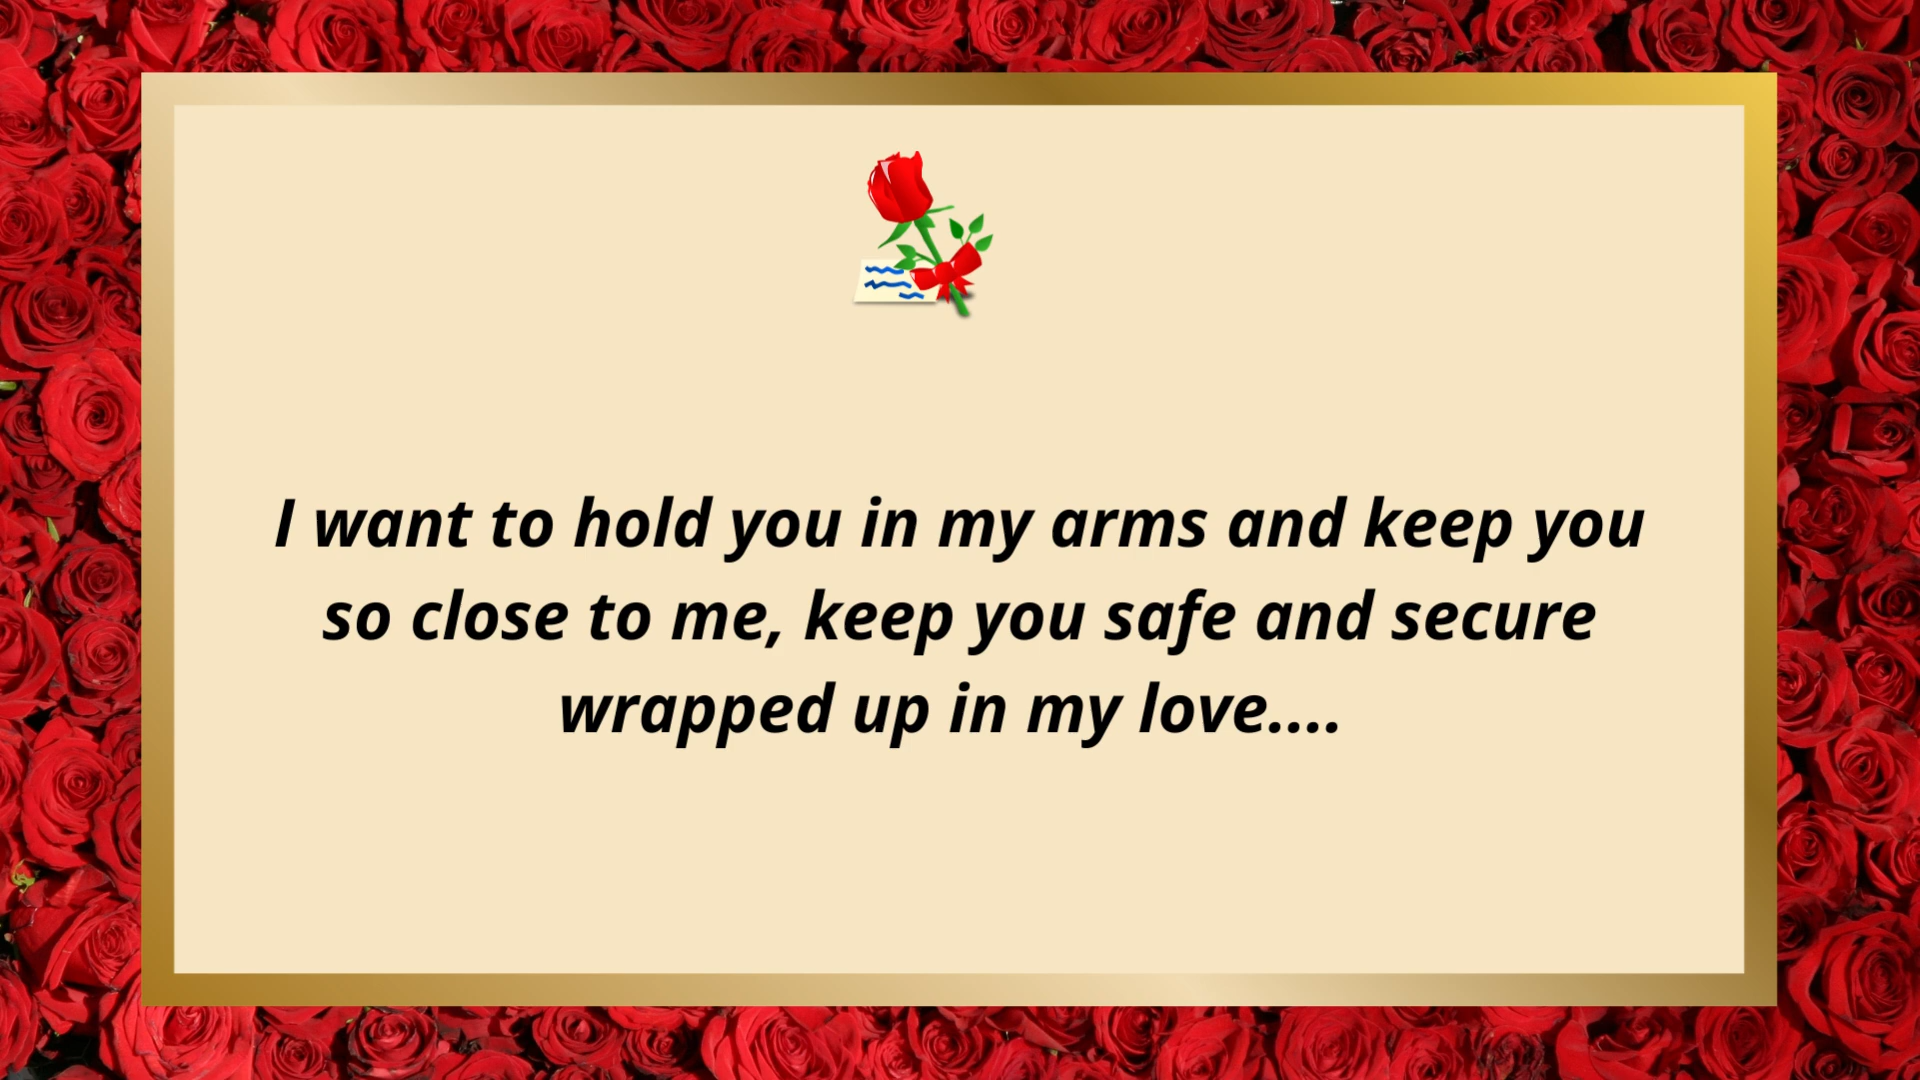 I want to hold you in my arms and keep you
so close to me, keep you safe and secure
wrapped up in my love....